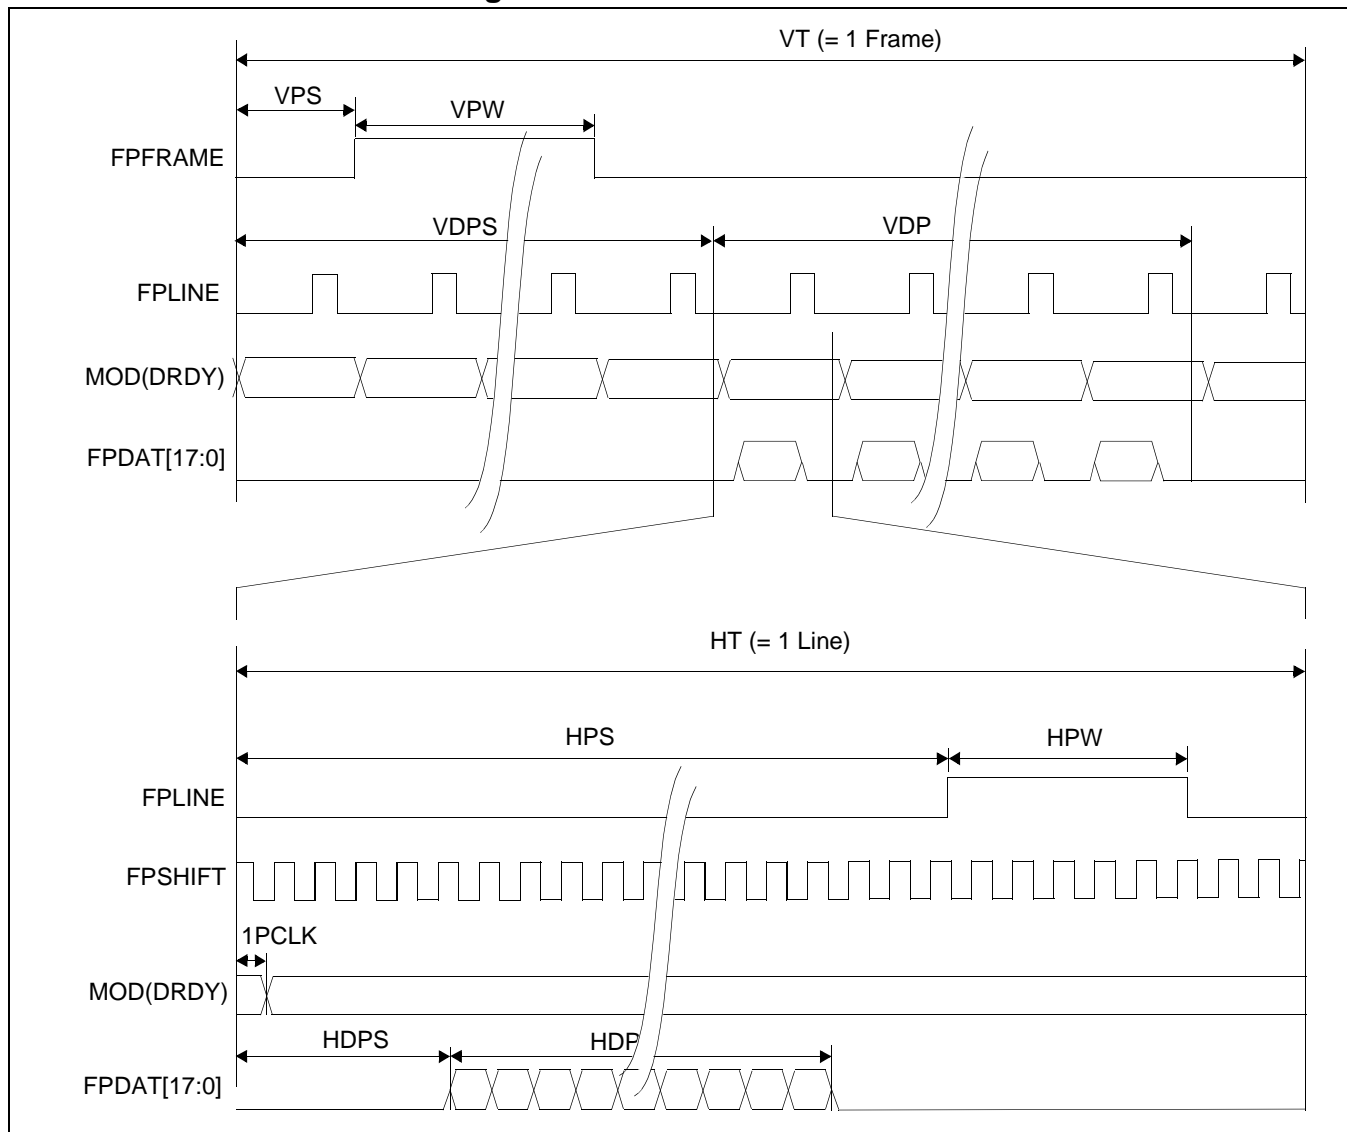 VT (= 1 Frame)
VPS
VPW
FPFRAME
VDPS
VDP
FPLINE
MOD(DRDY)
FPDAT[17:0]
HT (= 1 Line)
HPS
HPW
FPLINE
FPSHIFT
1PCLK
MOD(DRDY)
HDPS
HDP
FPDAT[17:0]